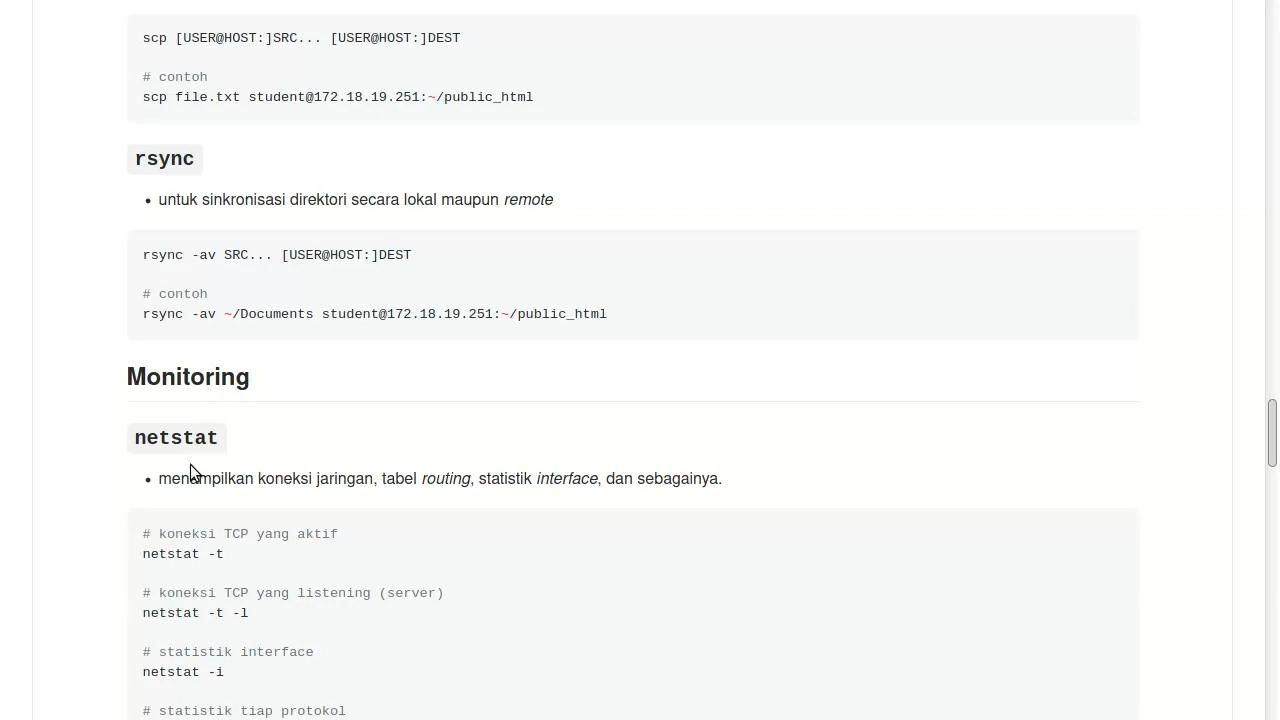 scp [USER@HOST:]SRC... [USER@HOST:]DEST
# contoh
scp file.txt student@172.18.19.251:~/public_html
rsync
• untuk sinkronisasi direktori secara lokal maupun remote
rsync -av SRC... [USER@HOST:]DEST
# contoh
rsync -av ~/Documents student@172.18.19.251:~/public_html
Monitoring
netstat
• menampilkan koneksi jaringan, tabel routing, statistik interface, dan sebagainya.
# koneksi TCP yang aktif
netstat -t
# koneksi TCP yang listening (server)
netstat -t -l
# statistik interface
netstat -i
# statistik tiap protokol